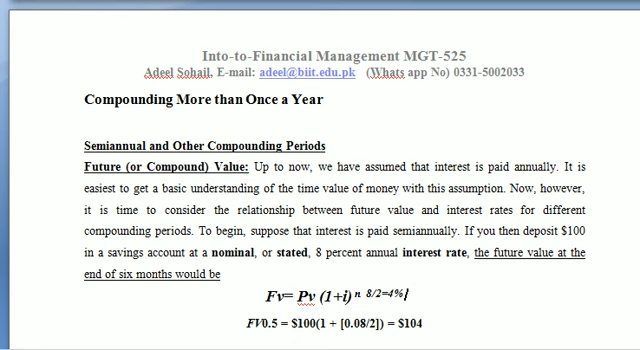 Into-to-Financial Management MGT-525
Adeel Sohail, E-mail: adeel@biit.edu.pk (Whats app No) 0331-5002033
Compounding More than Once a Year
Semiannual and Other Compounding Periods
Future (or Compound) Value: Up to now, we have assumed that interest is paid annually. It is
easiest to get a basic understanding of the time value of money with this assumption. Now, however,
it is time to consider the relationship between future value and interest rates for different
compounding periods. To begin, suppose that interest is paid semiannually. If you then deposit $100
in a savings account at a nominal, or stated, 8 percent annual interest rate, the future value at the
end of six months would be
Fv= Pv (1+i) n 8/2=4%}
FV0.5 = $100(1 + [0.08/2]) = $104